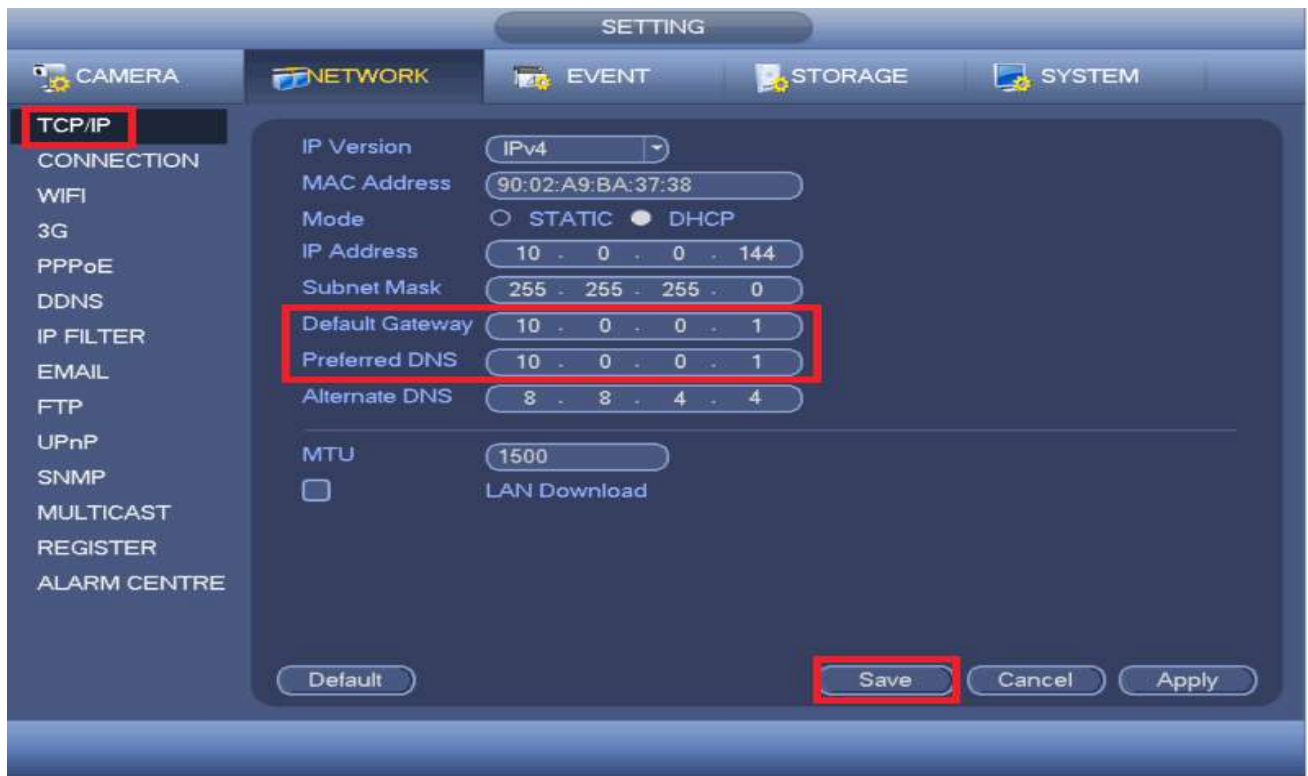 SETTING
CAMERA NETWORK EVENT STORAGE SYSTEM
TCP/IP
CONNECTION
WIFI
3G
PPPoE
DDNS
IP FILTER
EMAIL
FTP
UPnP
SNMP
MULTICAST
REGISTER
ALARM CENTRE
IP Version IPv4
MAC Address 90:02:A9:BA:37:38
Mode STATIC DHCP
IP Address 10 . 0 . 0 . 144
Subnet Mask 255 . 255 . 255 . 0
Default Gateway 10 . 0 . 0 . 1
Preferred DNS 10 . 0 . 0 . 1
Alternate DNS 8 . 8 . 4 . 4
MTU 1500
LAN Download
Default Save Cancel Apply